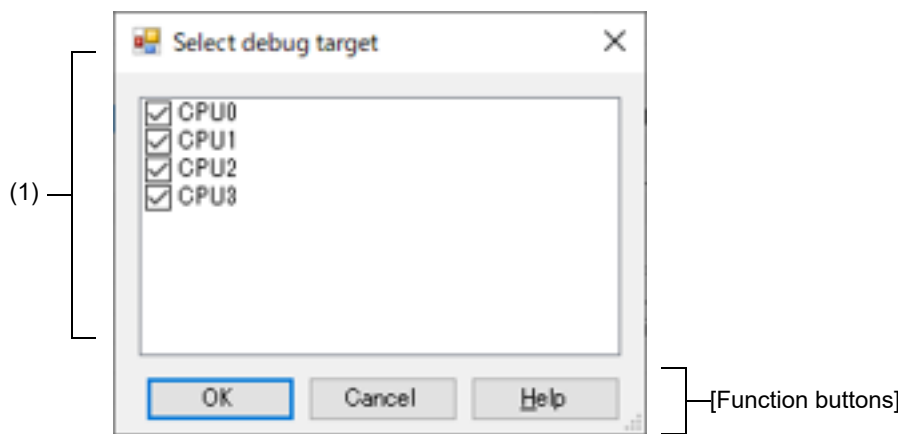 Select debug target
CPU0
CPU1
CPU2
CPU3
(1)
OK Cancel Help
[Function buttons]